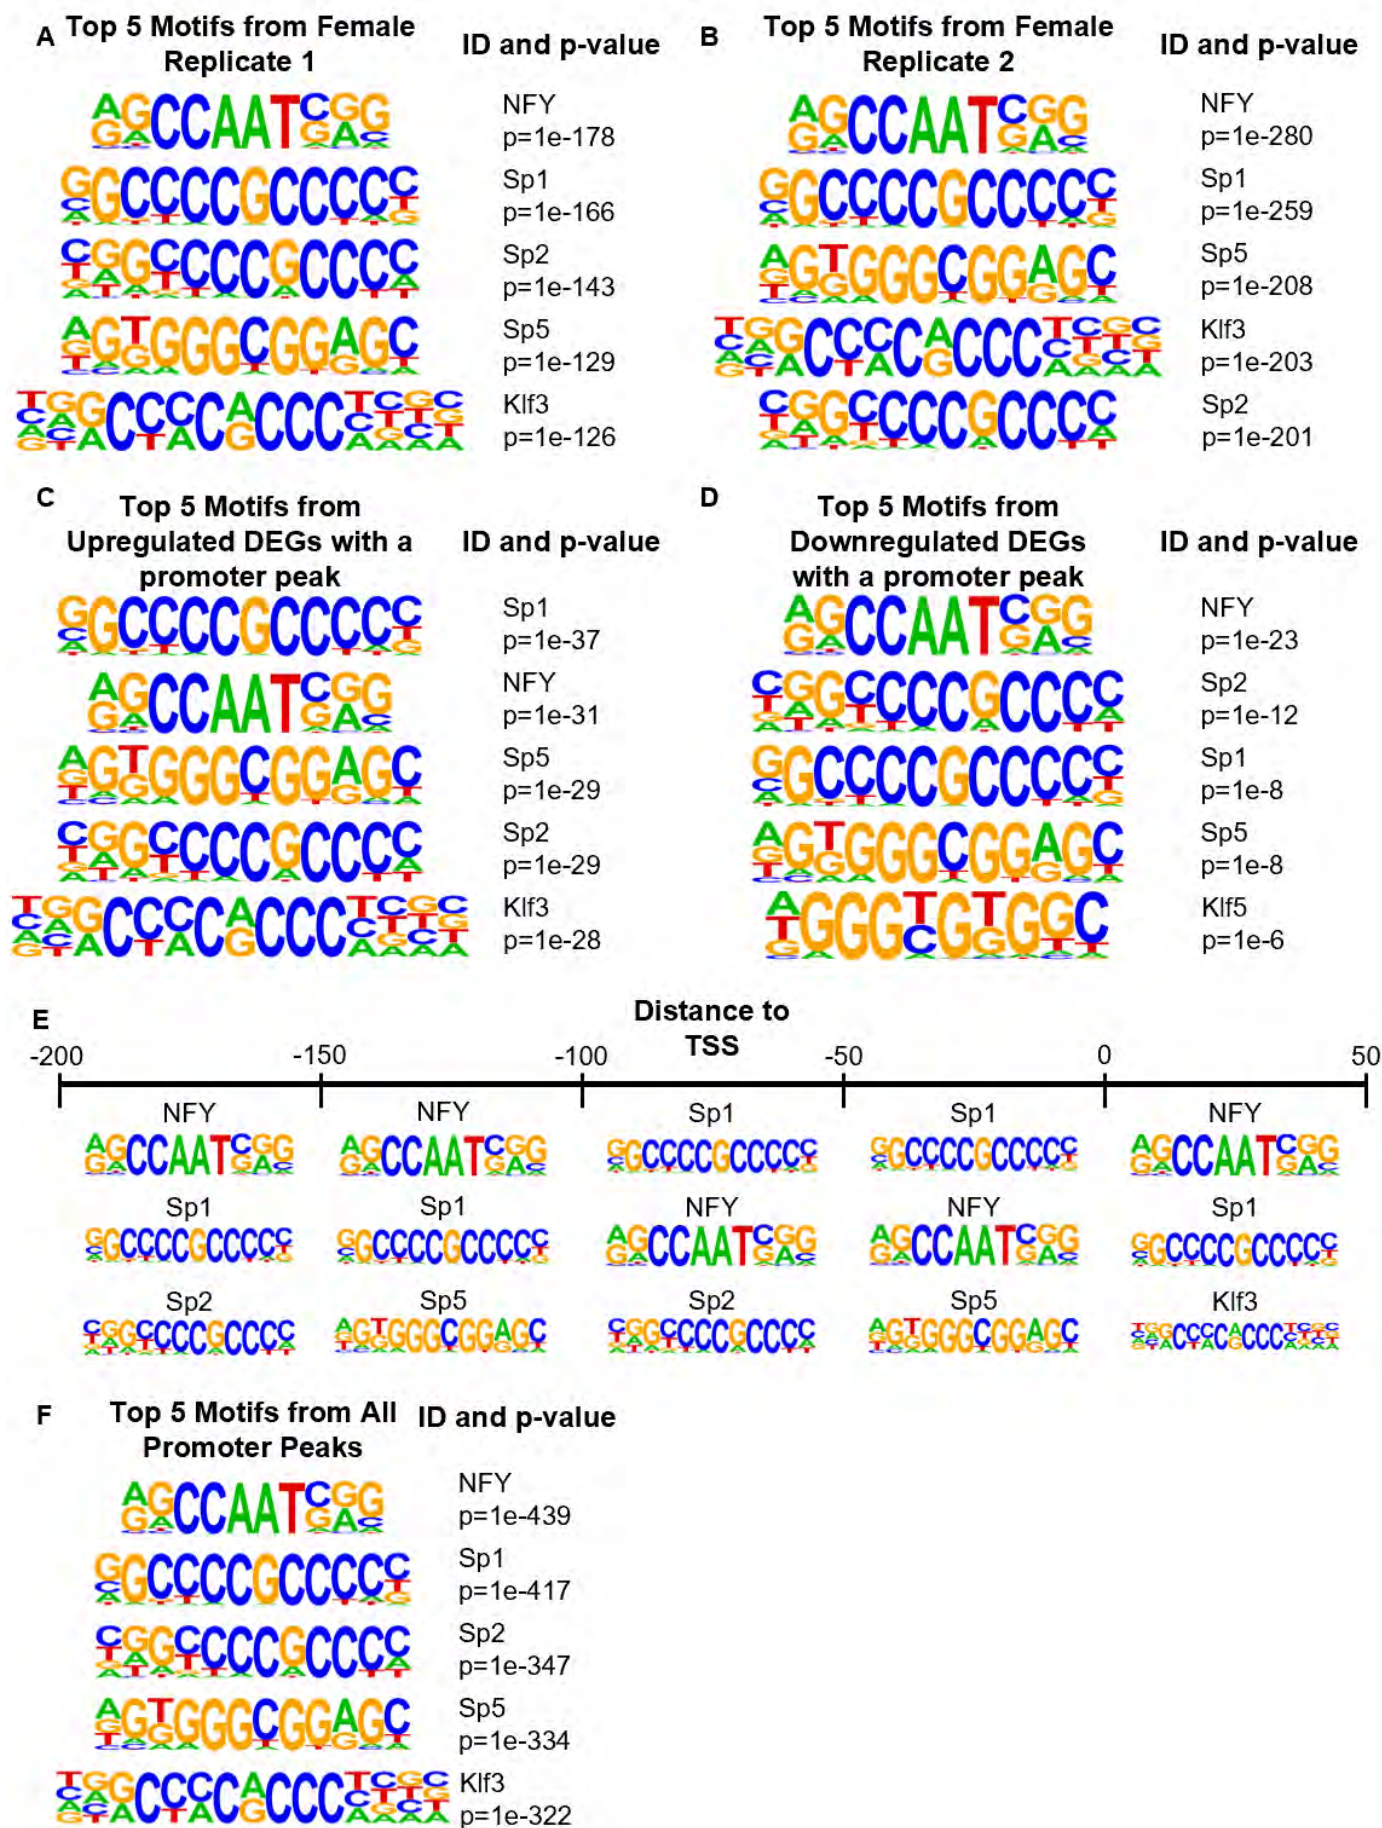 A Top 5 Motifs from Female
Replicate 1
ID and p-value
NFY
p=1e-178
Sp1
p=1e-166
Sp2
p=1e-143
Sp5
p=1e-129
Klf3
p=1e-126
B Top 5 Motifs from Female
Replicate 2
ID and p-value
NFY
p=1e-280
Sp1
p=1e-259
Sp5
p=1e-208
Klf3
p=1e-203
Sp2
p=1e-201
C Top 5 Motifs from
Upregulated DEGs with a
promoter peak
ID and p-value
Sp1
p=1e-37
NFY
p=1e-31
Sp5
p=1e-29
Sp2
p=1e-29
Klf3
p=1e-28
D Top 5 Motifs from
Downregulated DEGs
with a promoter peak
ID and p-value
NFY
p=1e-23
Sp2
p=1e-12
Sp1
p=1e-8
Sp5
p=1e-8
Klf5
p=1e-6
E
Distance to
TSS
-200 -150 -100 -50 0 50
NFY NFY Sp1 Sp1 NFY
Sp1 Sp1 NFY NFY Sp1
Sp2 Sp5 Sp2 Sp5 Klf3
F Top 5 Motifs from All
Promoter Peaks
ID and p-value
NFY
p=1e-439
Sp1
p=1e-417
Sp2
p=1e-347
Sp5
p=1e-334
Klf3
p=1e-322